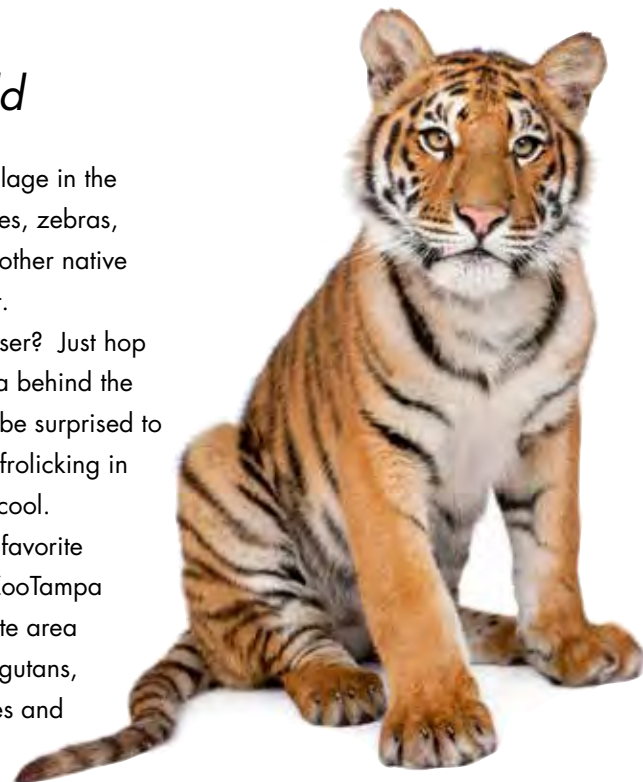 ld
lage in the
es, zebras,
other native
r.
ser? Just hop
a behind the
be surprised to
frolicking in
cool.
favorite
ZooTampa
te area
gutans,
es and